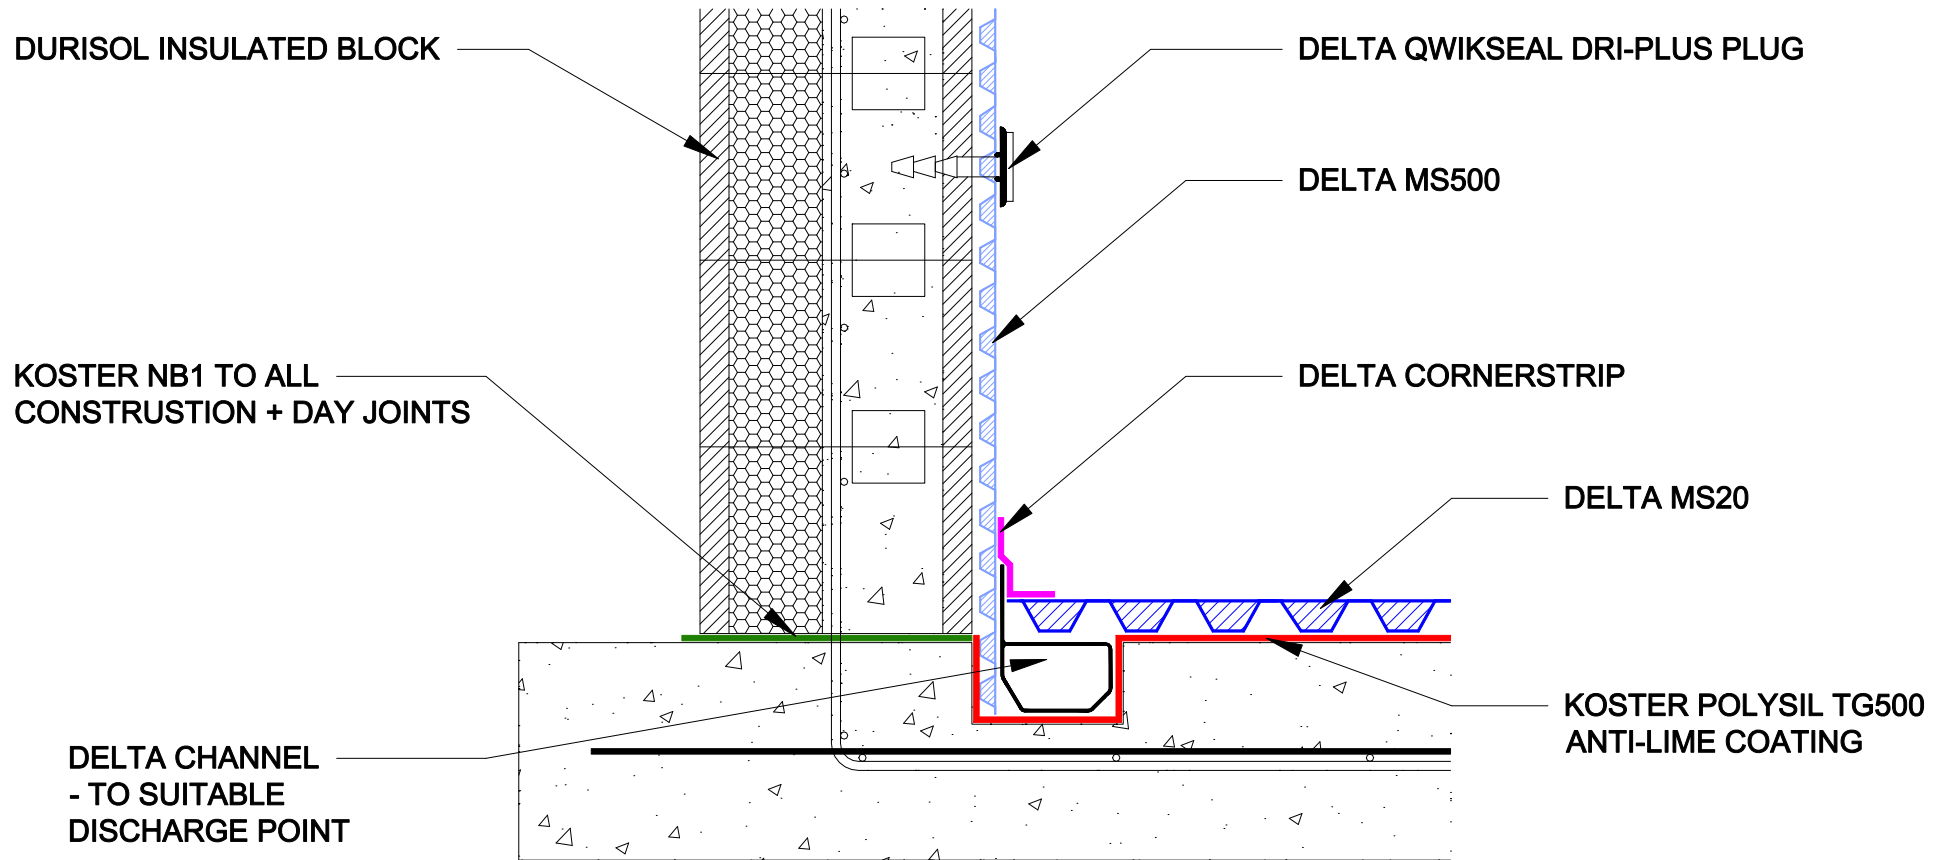 DURISOL INSULATED BLOCK
DELTA QWIKSEAL DRI-PLUS PLUG
DELTA MS500
KOSTER NB1 TO ALL
CONSTRUSTION + DAY JOINTS
DELTA CORNERSTRIP
DELTA MS20
KOSTER POLYSIL TG500
ANTI-LIME COATING
DELTA CHANNEL
- TO SUITABLE
DISCHARGE POINT